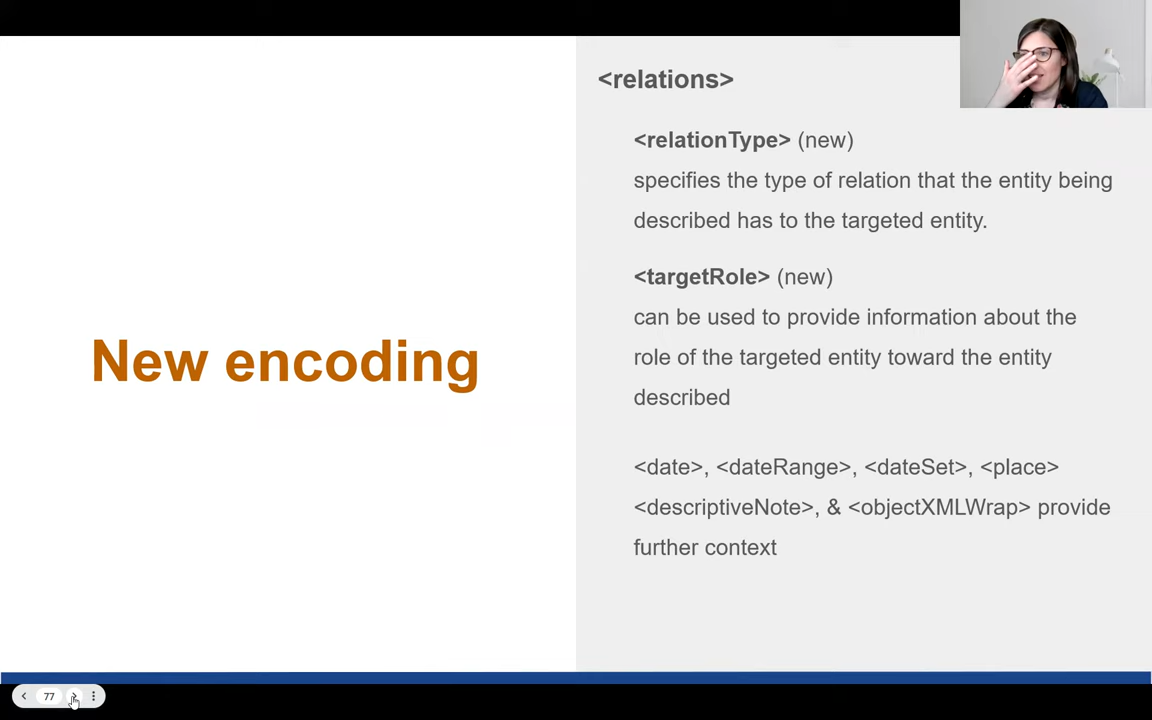 <relations>
<relationType> (new)
specifies the type of relation that the entity being
described has to the targeted entity.
<targetRole> (new)
can be used to provide information about the
role of the targeted entity toward the entity
described
New encoding
<date>, <dateRange>, <dateSet>, <place>
<descriptiveNote>, & <objectXMLWrap> provide
further context
77